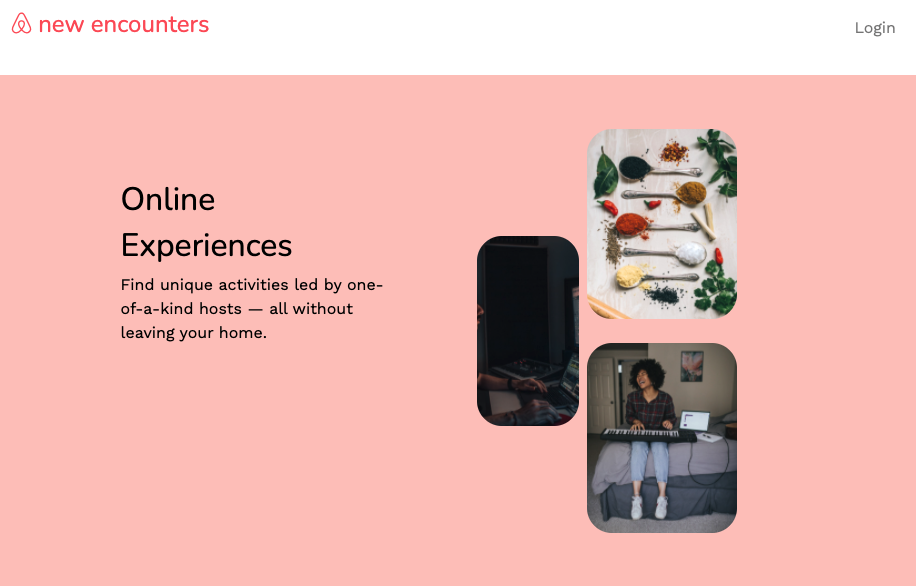 new encounters
Login
Online
Experiences
Find unique activities led by one-
of-a-kind hosts — all without
leaving your home.